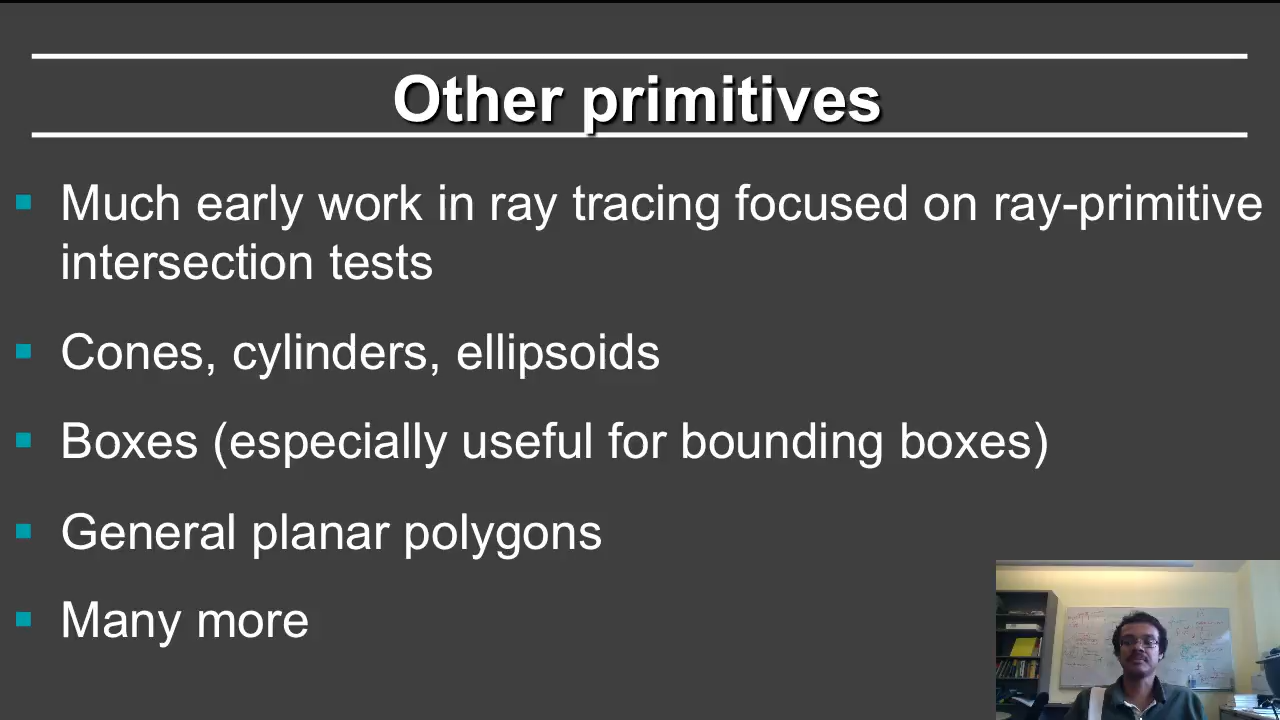 Other primitives
Much early work in ray tracing focused on ray-primitive
intersection tests
Cones, cylinders, ellipsoids
Boxes (especially useful for bounding boxes)
General planar polygons
Many more